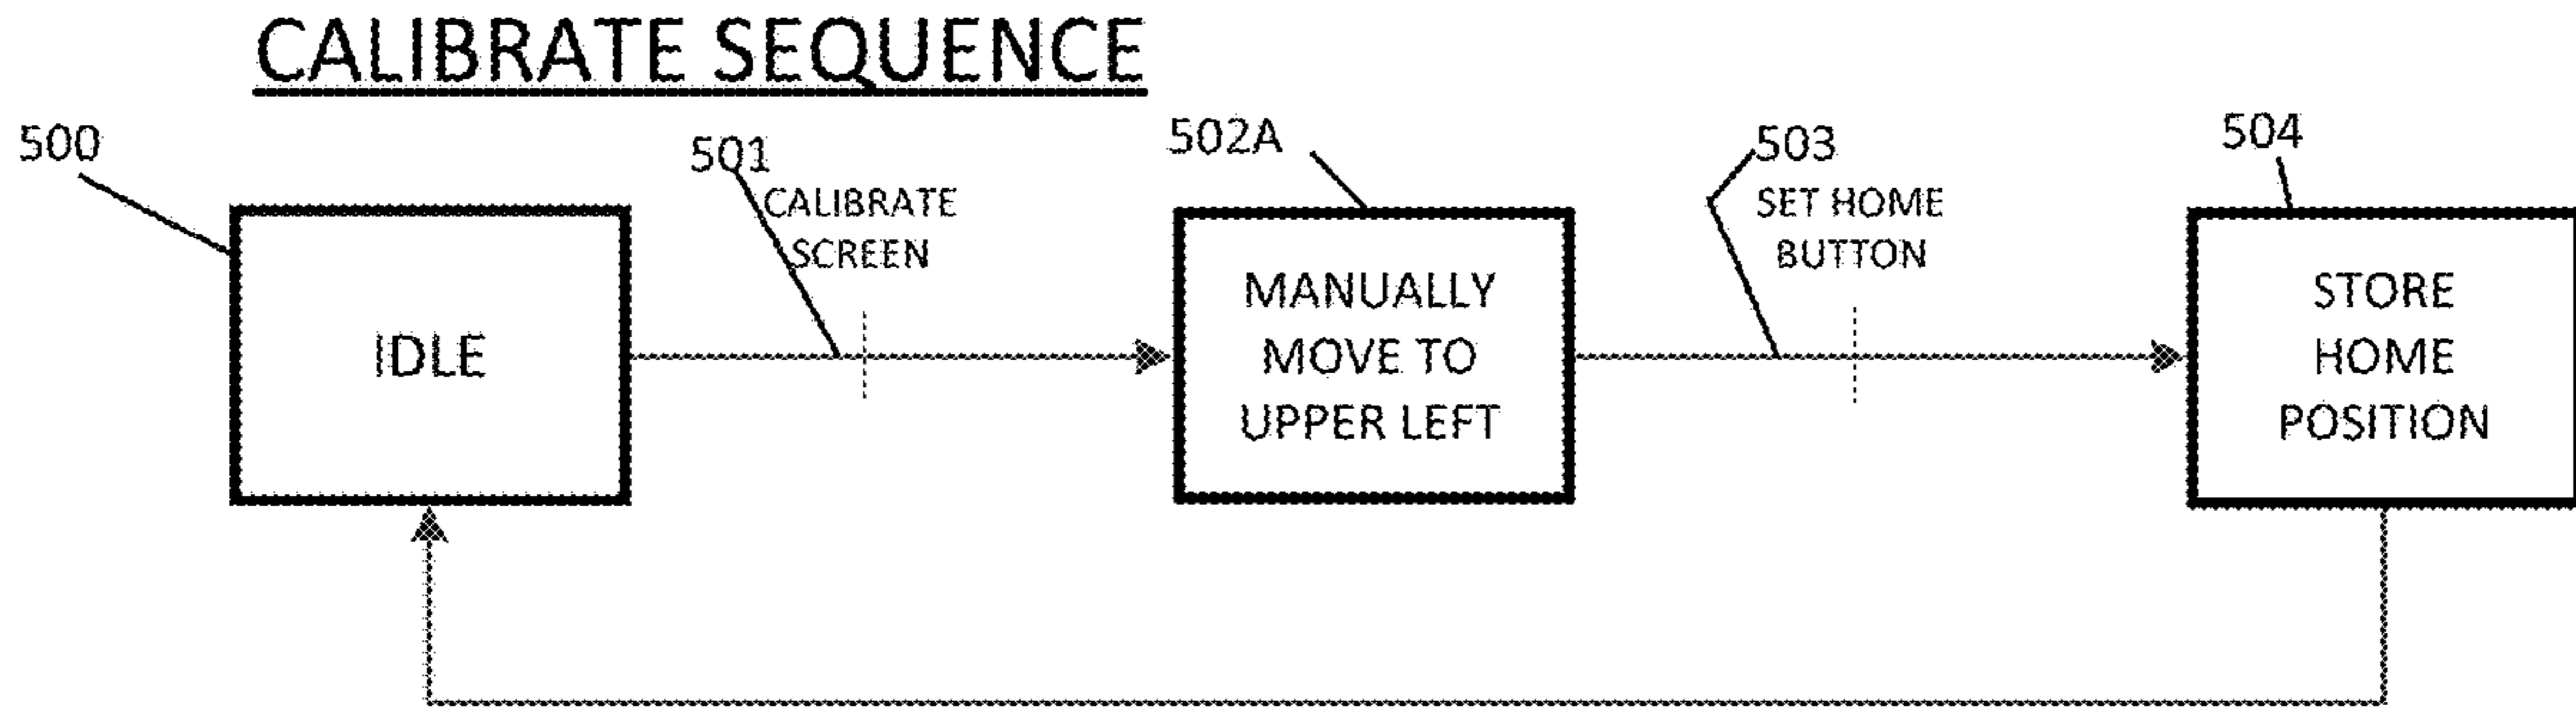 CALIBRATE SEQUENCE
500
501
502A
503
504
CALIBRATE
SCREEN
SET HOME
BUTTON
IDLE
MANUALLY
MOVE TO
UPPER LEFT
STORE
HOME
POSITION